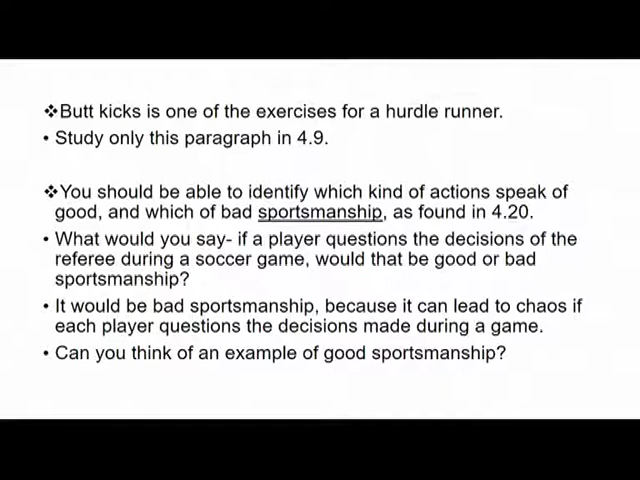 ❖Butt kicks is one of the exercises for a hurdle runner.
• Study only this paragraph in 4.9.
❖You should be able to identify which kind of actions speak of
good, and which of bad sportsmanship, as found in 4.20.
• What would you say- if a player questions the decisions of the
referee during a soccer game, would that be good or bad
sportsmanship?
• It would be bad sportsmanship, because it can lead to chaos if
each player questions the decisions made during a game.
• Can you think of an example of good sportsmanship?